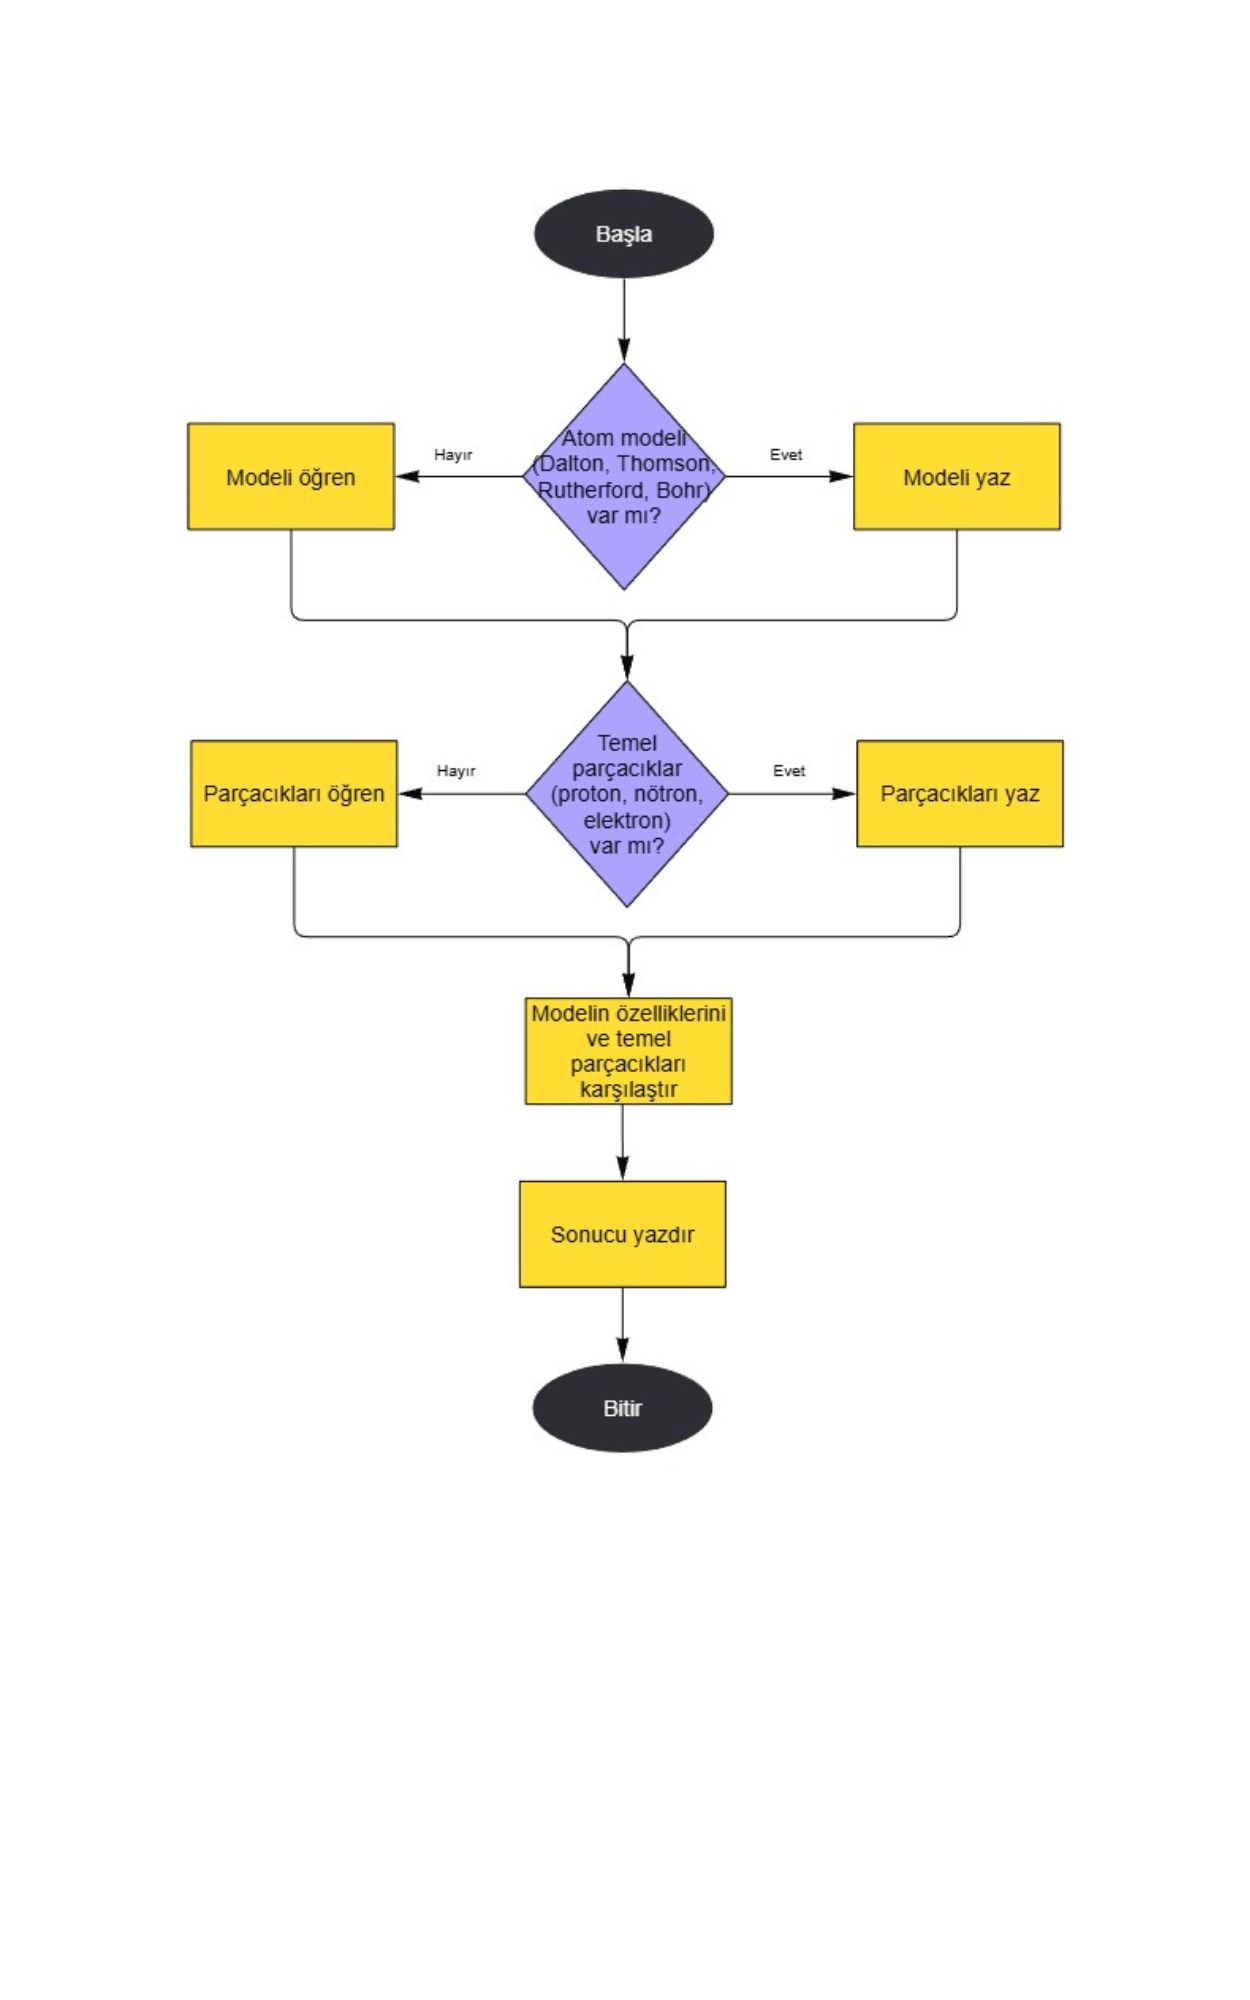 Başla
Atom modeli
(Dalton, Thomson,
Rutherford, Bohr)
var mı?
Hayır
Evet
Modeli öğren
Modeli yaz
Temel
parçacıklar
(proton, nötron,
elektron)
var mı?
Hayır
Evet
Parçacıkları öğren
Parçacıkları yaz
Modelin özelliklerini
ve temel
parçacıkları
karşılaştır
Sonucu yazdır
Bitir